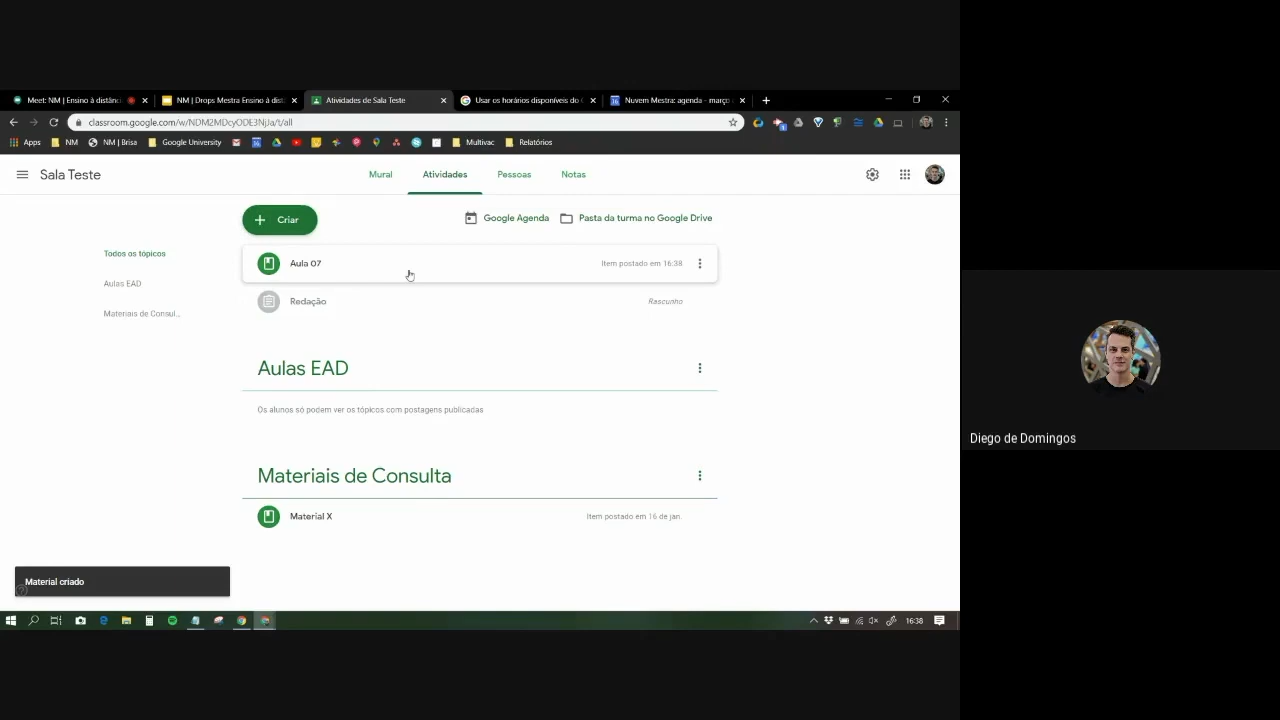 Meet: NM | Ensino à distânc
NM | Drops Mestra Ensino à dist
Atividades de Sala Teste
Usar os horários disponíveis do
Nuvem Mestra: agenda - março
classroom.google.com/w/NDM2MDcyODE3NjJa/t/all
Apps NM NM | Brisa Google University Multivac Relatórios
Sala Teste
Mural Atividades Pessoas Notas
Criar
Google Agenda Pasta da turma no Google Drive
Todos os tópicos
Aulas EAD
Materiais de Consul...
Aula 07 Item postado em 16:38
Redação Rascunho
Aulas EAD
Os alunos só podem ver os tópicos com postagens publicadas
Materiais de Consulta
Material X Item postado em 16 de jan.
Material criado
16:38
Diego de Domingos